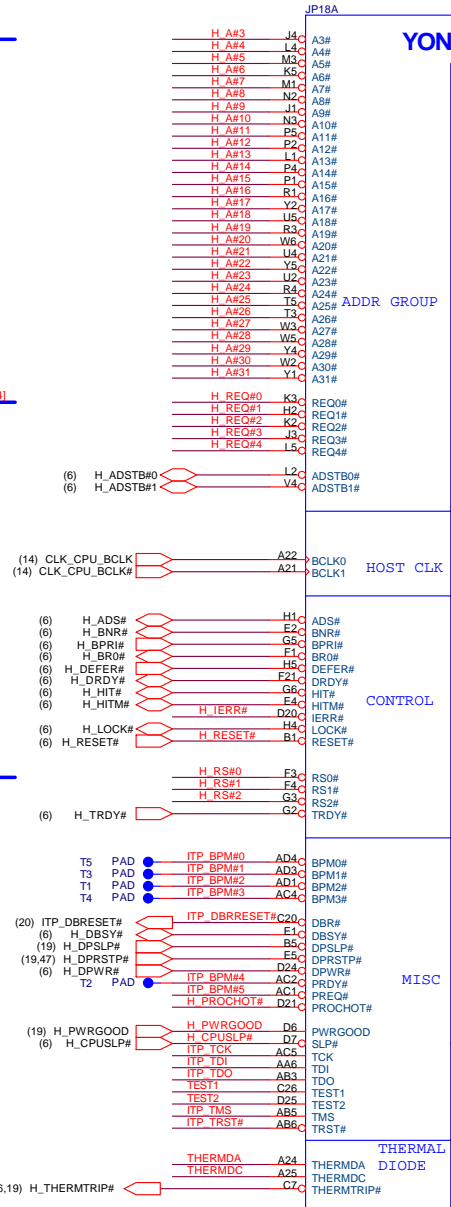 JP18A
YON
H_A#3 J4 A3#
H_A#4 L4 A4#
H_A#5 M3 A5#
H_A#6 K5 A6#
H_A#7 M1 A7#
H_A#8 N2 A8#
H_A#9 J1 A9#
H_A#10 N3 A10#
H_A#11 P5 A11#
H_A#12 P2 A12#
H_A#13 L1 A13#
H_A#14 P4 A14#
H_A#15 P1 A15#
H_A#16 R1 A16#
H_A#17 Y2 A17#
H_A#18 U5 A18#
H_A#19 R3 A19#
H_A#20 W6 A20#
H_A#21 U4 A21#
H_A#22 Y5 A22#
H_A#23 U2 A23#
H_A#24 R4 A24#
H_A#25 T5 A25# ADDR GROUP
H_A#26 T3 A26#
H_A#27 W3 A27#
H_A#28 W5 A28#
H_A#29 Y4 A29#
H_A#30 W2 A30#
H_A#31 Y1 A31#
H_REQ#0 K3 REQ0#
H_REQ#1 H2 REQ1#
H_REQ#2 K2 REQ2#
H_REQ#3 J3 REQ3#
H_REQ#4 L5 REQ4#
(6) H_ADSTB#0 L2 ADSTB0#
(6) H_ADSTB#1 V4 ADSTB1#
(14) CLK_CPU_BCLK A22 BCLK0
(14) CLK_CPU_BCLK# A21 BCLK1 HOST CLK
(6) H_ADS# H1 ADS#
(6) H_BNR# E2 BNR#
(6) H_BPRI# G5 BPRI#
(6) H_BR0# F1 BR0#
(6) H_DEFER# H5 DEFER#
(6) H_DRDY# F21 DRDY#
(6) H_HIT# G6 HIT#
(6) H_HITM# E4 HITM# CONTROL
H_IERR# D20 IERR#
(6) H_LOCK# H4 LOCK#
(6) H_RESET# H_RESET# B1 RESET#
H_RS#0 F3 RS0#
H_RS#1 F4 RS1#
H_RS#2 G3 RS2#
(6) H_TRDY# G2 TRDY#
T5 PAD ITP_BPM#0 AD4 BPM0#
T3 PAD ITP_BPM#1 AD3 BPM1#
T1 PAD ITP_BPM#2 AD1 BPM2#
T4 PAD ITP_BPM#3 AC4 BPM3#
(20) ITP_DBRESET# ITP_DBRRESET# C20 DBR#
(6) H_DBSY# E1 DBSY#
(19) H_DPSLP# B5 DPSLP#
(19,47) H_DPRSTP# E5 DPRSTP#
(6) H_DPWR# D24 DPWR#
T2 PAD ITP_BPM#4 AC2 PRDY# MISC
ITP_BPM#5 AC1 PREQ#
H_PROCHOT# D21 PROCHOT#
(19) H_PWRGOOD H_PWRGOOD D6 PWRGOOD
(6) H_CPUSLP# H_CPUSLP# D7 SLP#
ITP_TCK AC5 TCK
ITP_TDI AA6 TDI
ITP_TDO AB3 TDO
TEST1 C26 TEST1
TEST2 D25 TEST2
ITP_TMS AB5 TMS
ITP_TRST# AB6 TRST#
THERMAL
THERMDA A24 THERMDA DIODE
THERMDC A25 THERMDC
6,19) H_THERMTRIP# C7 THERMTRIP#